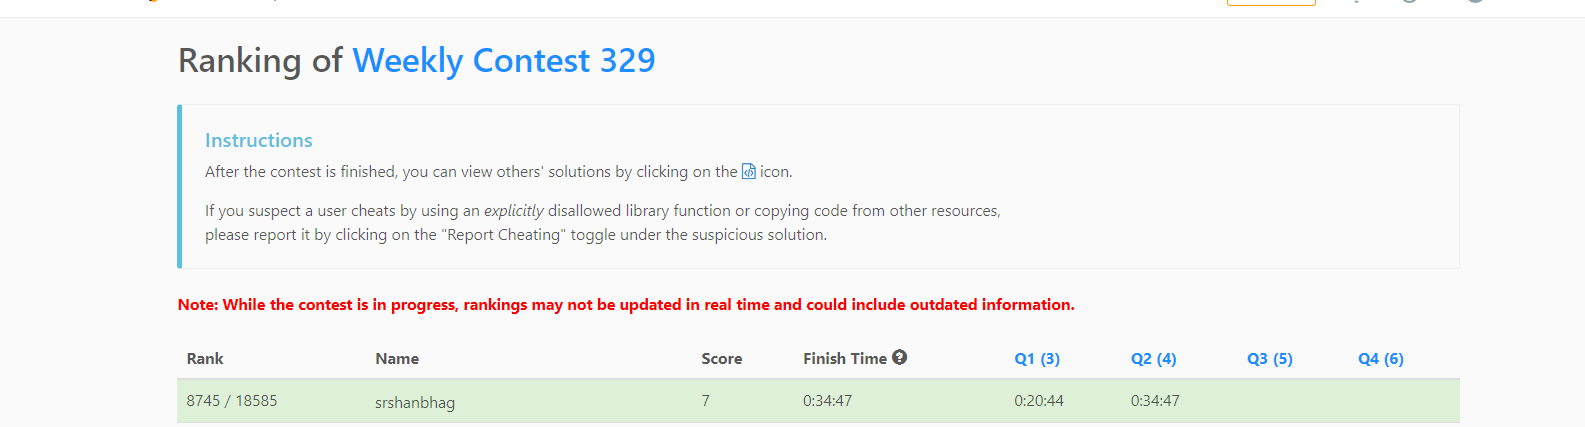 Ranking of Weekly Contest 329
Instructions
After the contest is finished, you can view others' solutions by clicking on the icon.
If you suspect a user cheats by using an explicitly disallowed library function or copying code from other resources,
please report it by clicking on the "Report Cheating" toggle under the suspicious solution.
Note: While the contest is in progress, rankings may not be updated in real time and could include outdated information.
Rank Name Score Finish Time Q1 (3) Q2 (4) Q3 (5) Q4 (6)
8745 / 18585 srshanbhag 7 0:34:47 0:20:44 0:34:47